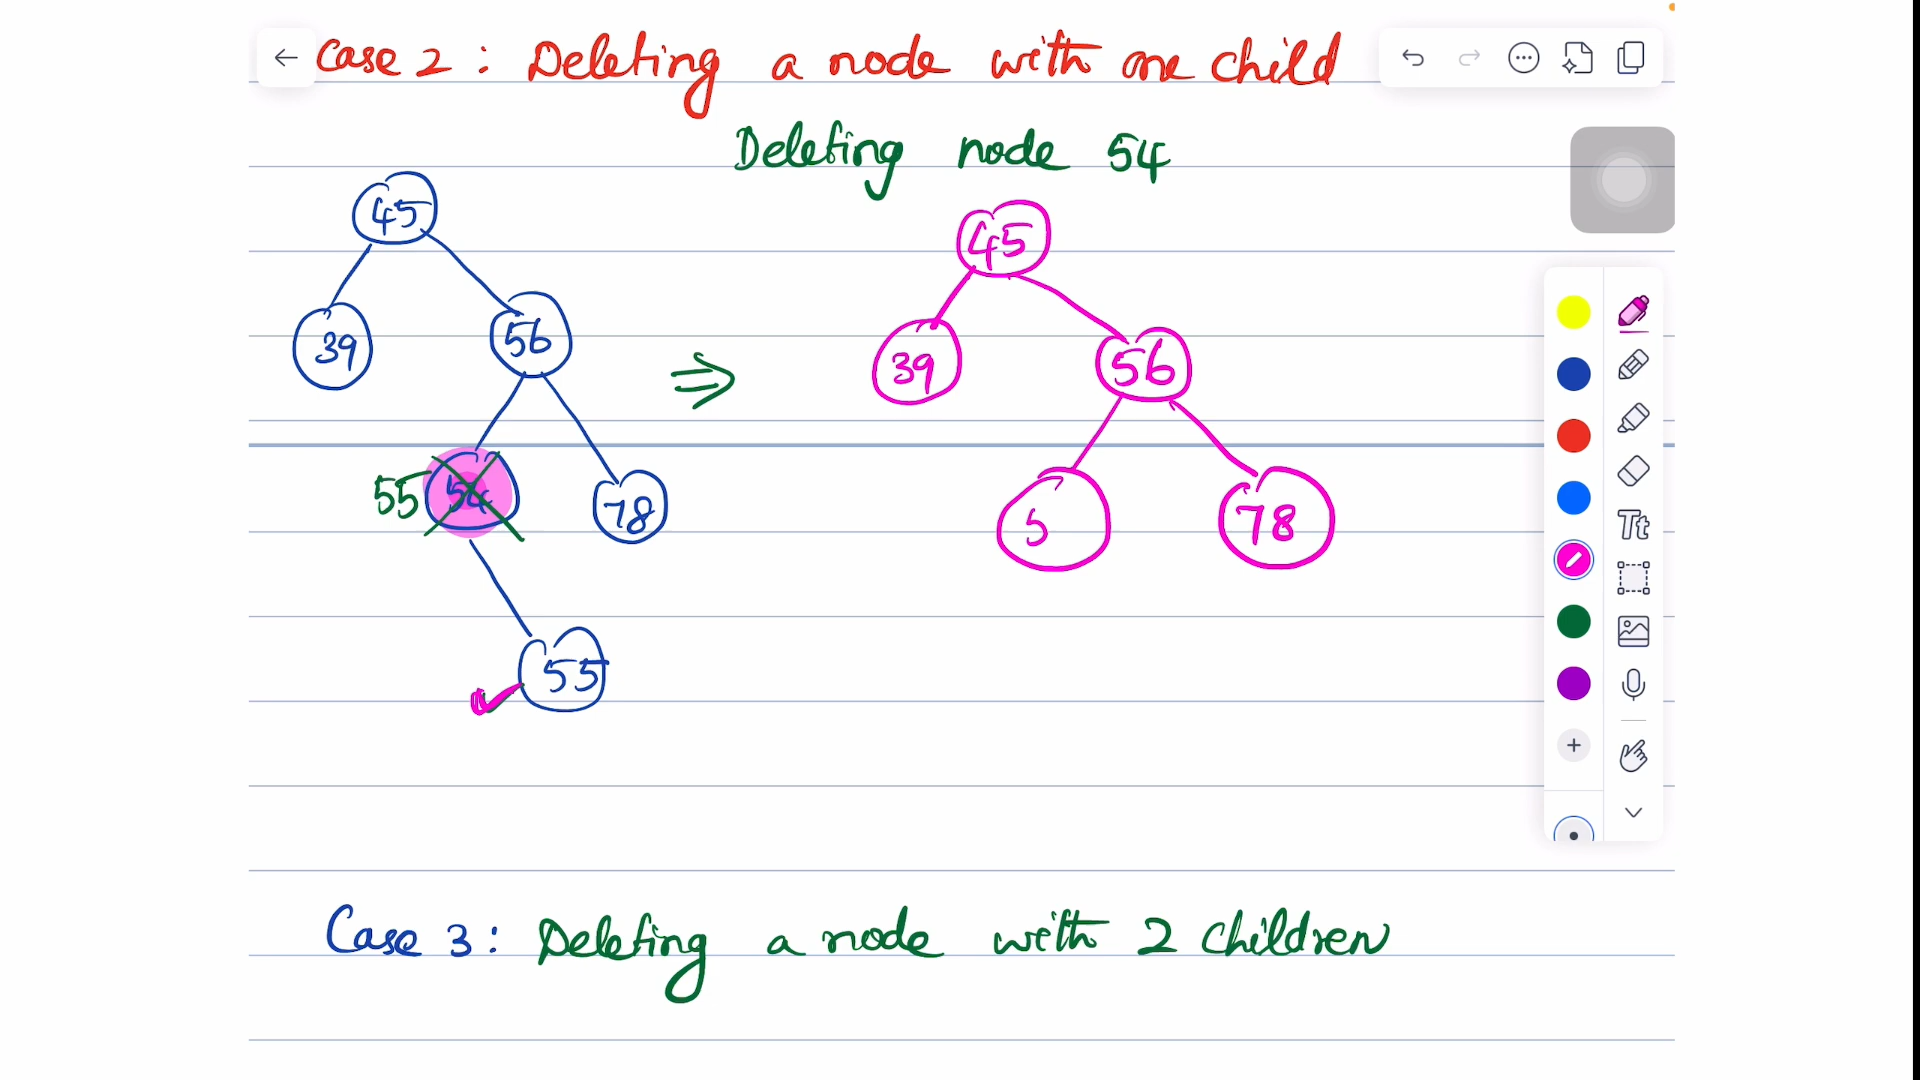 Case 2 : Deleting a node with one child
Deleting node 54
45
45
39
56
39
56
55 54
78
5
78
55
Tt
Case 3 : Deleting a node with 2 children